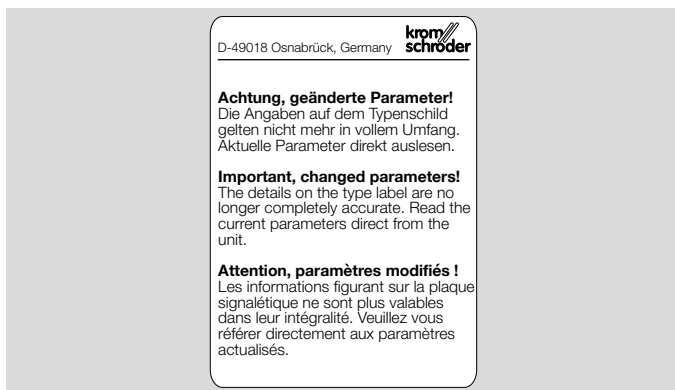 D-49018 Osnabrück, Germany
krom//
schröder
Achtung, geänderte Parameter!
Die Angaben auf dem Typenschild
gelten nicht mehr in vollem Umfang.
Aktuelle Parameter direkt auslesen.
Important, changed parameters!
The details on the type label are no
longer completely accurate. Read the
current parameters direct from the
unit.
Attention, paramètres modifiés !
Les informations figurant sur la plaque
signalétique ne sont plus valables
dans leur intégralité. Veuillez vous
référer directement aux paramètres
actualisés.